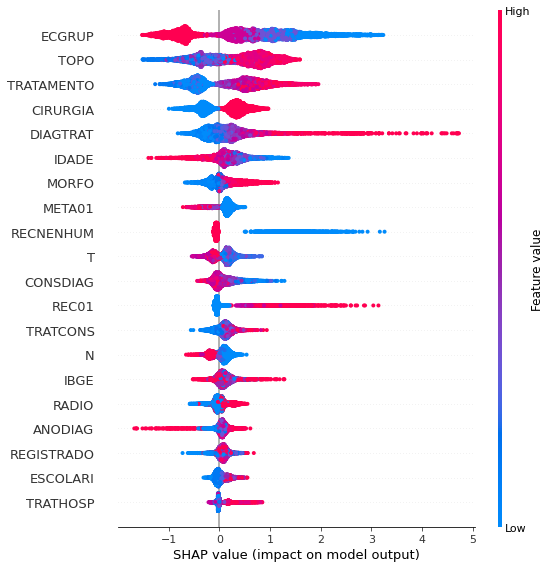 High
ECGRUP
TOPO
TRATAMENTO
CIRURGIA
DIAGTRAT
IDADE
MORFO
META01
RECNENHUM
T
CONSDIAG
REC01
TRATCONS
N
IBGE
RADIO
ANODIAG
REGISTRADO
ESCOLARI
TRATHOSP
Feature value
Low
−1 0 1 2 3 4 5
SHAP value (impact on model output)